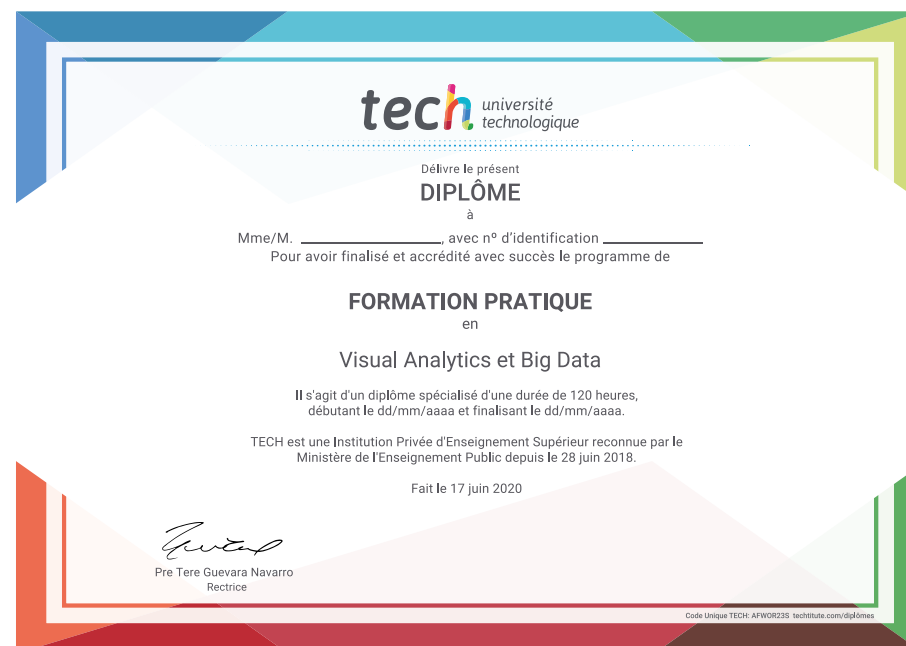 tech université
technologique
Délivre le présent
DIPLÔME
à
Mme/M. ____________________, avec nº d'identification ______________
Pour avoir finalisé et accrédité avec succès le programme de
FORMATION PRATIQUE
en
Visual Analytics et Big Data
Il s'agit d'un diplôme spécialisé d'une durée de 120 heures,
débutant le dd/mm/aaaa et finalisant le dd/mm/aaaa.
TECH est une Institution Privée d'Enseignement Supérieur reconnue par le
Ministère de l'Enseignement Public depuis le 28 juin 2018.
Fait le 17 juin 2020
Pre Tere Guevara Navarro
Rectrice
Code Unique TECH: AFWOR23S techtitute.com/diplômes